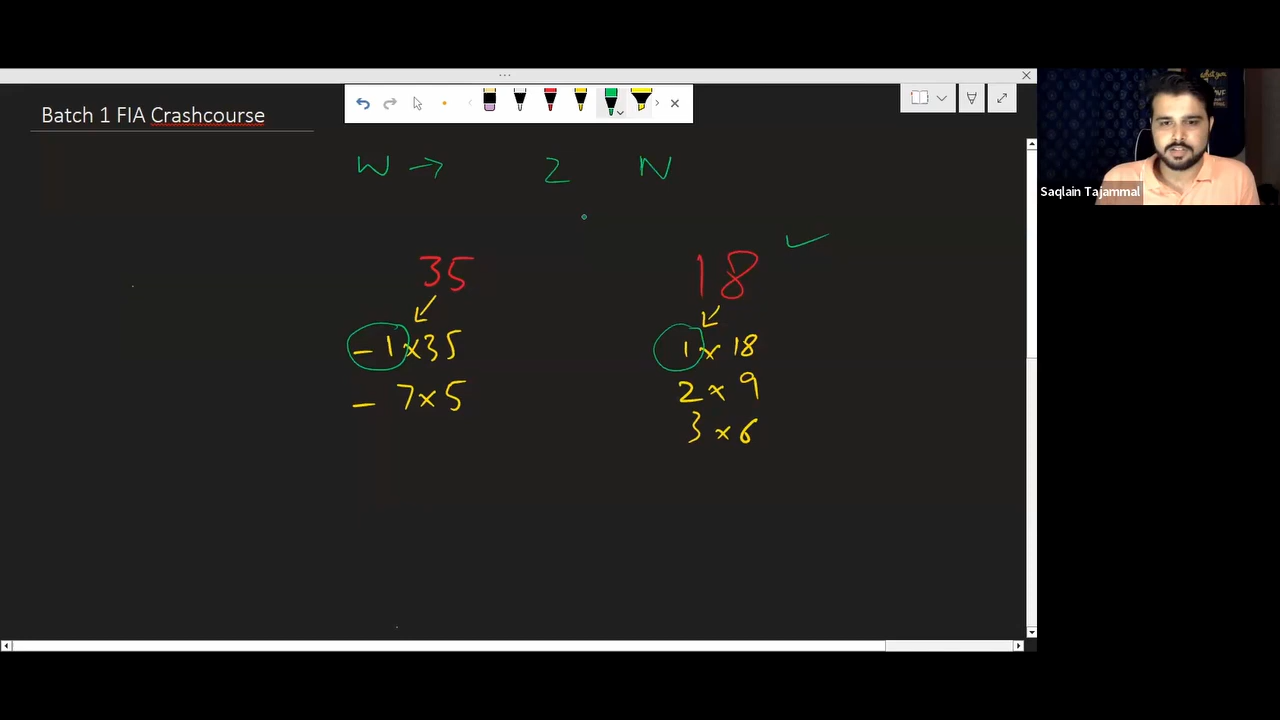 Batch 1 FIA Crashcourse
W → 2 N
35 18
- 1 x 35 1 x 18
- 7 x 5 2 x 9
3 x 6
Saqlain Tajammal